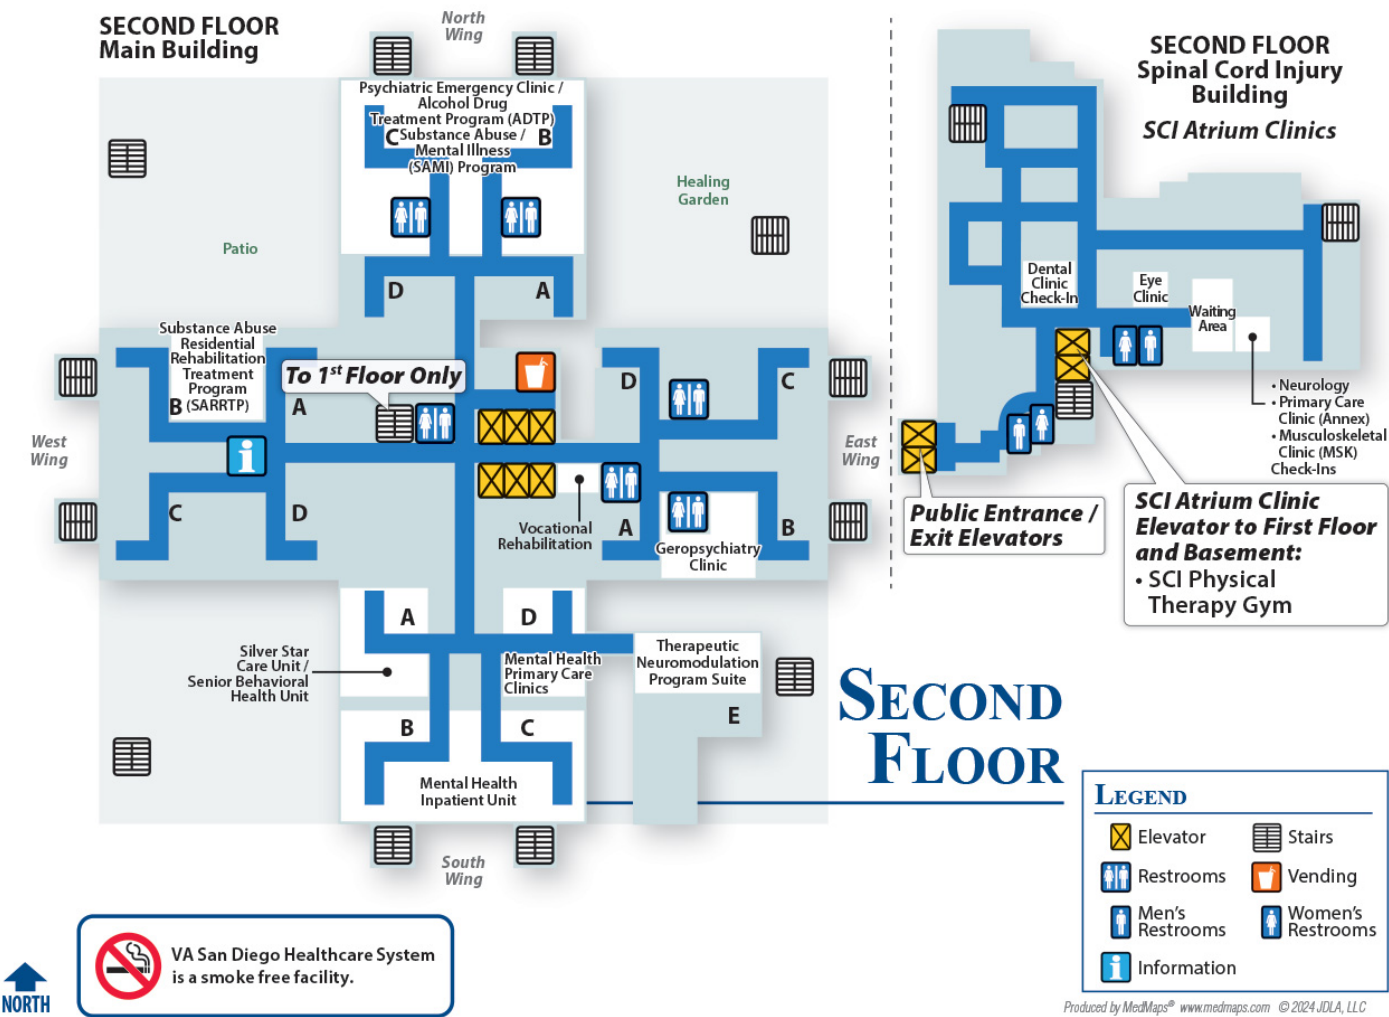 SECOND FLOOR
Main Building
North
Wing
Psychiatric Emergency Clinic /
Alcohol Drug
Treatment Program (ADTP)
Substance Abuse /
Mental Illness
(SAMI) Program
C
B
Healing
Garden
Patio
D
A
Substance Abuse
Residential
Rehabilitation
Treatment
Program
(SARRTP)
B
A
To 1st Floor Only
D
C
West
Wing
East
Wing
C
D
Vocational
Rehabilitation
A
B
Geropsychiatry
Clinic
A
D
Silver Star
Care Unit /
Senior Behavioral
Health Unit
Mental Health
Primary Care
Clinics
Therapeutic
Neuromodulation
Program Suite
E
B
C
Mental Health
Inpatient Unit
South
Wing
SECOND FLOOR
Spinal Cord Injury
Building
SCI Atrium Clinics
Dental
Clinic
Check-In
Eye
Clinic
Waiting
Area
• Neurology
• Primary Care
Clinic (Annex)
• Musculoskeletal
Clinic (MSK)
Check-Ins
Public Entrance /
Exit Elevators
SCI Atrium Clinic
Elevator to First Floor
and Basement:
• SCI Physical
Therapy Gym
SECOND
FLOOR
LEGEND
Elevator
Stairs
Restrooms
Vending
Men's
Restrooms
Women's
Restrooms
Information
VA San Diego Healthcare System
is a smoke free facility.
NORTH
Produced by MedMaps® www.medmaps.com © 2024 JDLA, LLC